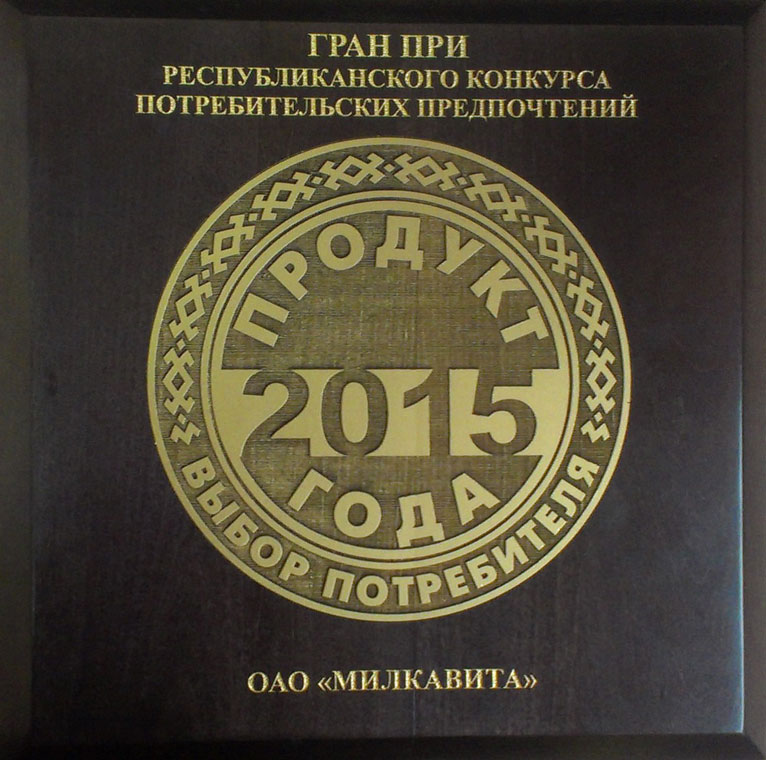 ГРАН ПРИ
РЕСПУБЛИКАНСКОГО КОНКУРСА
ПОТРЕБИТЕЛЬСКИХ ПРЕДПОЧТЕНИЙ
ПРОДУКТ
2015
ГОДА
ВЫБОР ПОТРЕБИТЕЛЯ
ОАО «МИЛКАВИТА»